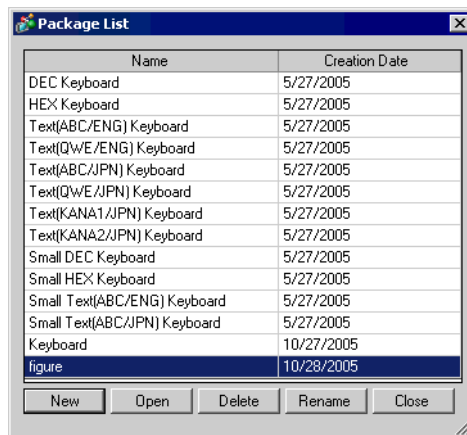 Package List
Name Creation Date
DEC Keyboard 5/27/2005
HEX Keyboard 5/27/2005
Text(ABC/ENG) Keyboard 5/27/2005
Text(QWE/ENG) Keyboard 5/27/2005
Text(ABC/JPN) Keyboard 5/27/2005
Text(QWE/JPN) Keyboard 5/27/2005
Text(KANA1/JPN) Keyboard 5/27/2005
Text(KANA2/JPN) Keyboard 5/27/2005
Small DEC Keyboard 5/27/2005
Small HEX Keyboard 5/27/2005
Small Text(ABC/ENG) Keyboard 5/27/2005
Small Text(ABC/JPN) Keyboard 5/27/2005
Keyboard 10/27/2005
figure 10/28/2005
New Open Delete Rename Close